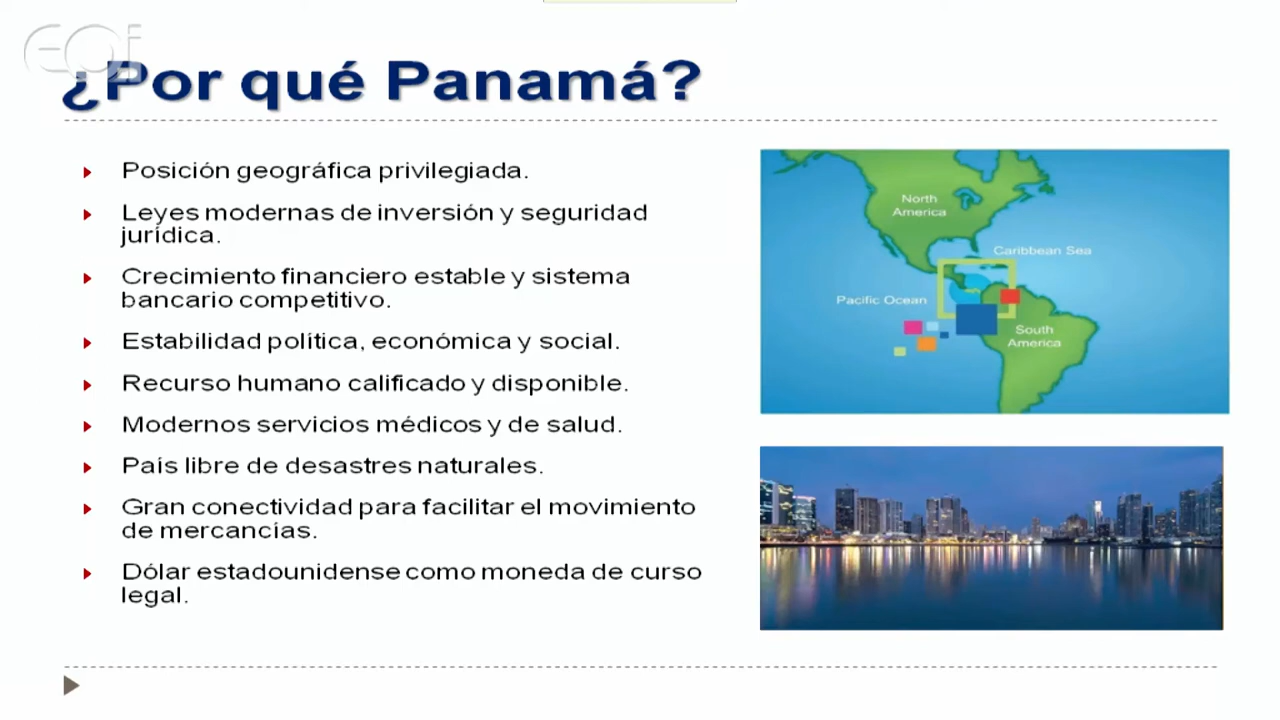 EOi
¿Por qué Panamá?
Posición geográfica privilegiada.
Leyes modernas de inversión y seguridad
jurídica.
Crecimiento financiero estable y sistema
bancario competitivo.
Estabilidad política, económica y social.
Recurso humano calificado y disponible.
Modernos servicios médicos y de salud.
País libre de desastres naturales.
Gran conectividad para facilitar el movimiento
de mercancías.
Dólar estadounidense como moneda de curso
legal.
North
America
Caribbean Sea
Pacific Ocean
South
America